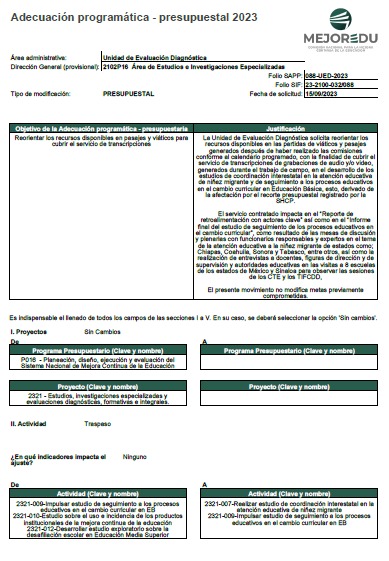 Adecuación programática - presupuestal 2023
MEJOREDU
COMISIÓN NACIONAL PARA LA MEJORA
CONTINUA DE LA EDUCACIÓN
Área administrativa: Unidad de Evaluación Diagnóstica
Dirección General (provisional): 2102P16 Área de Estudios e Investigaciones Especializadas
Folio SAPP: 088-UED-2023
Folio SIF: 23-2100-032/088
Tipo de modificación: PRESUPUESTAL Fecha de solicitud: 15/09/2023
Objetivo de la Adecuación programática - presupuestaria
Reorientar los recursos disponibles en pasajes y viáticos para
cubrir el servicio de transcripciones
Justificación
La Unidad de Evaluación Diagnóstica solicita reorientar los
recursos disponibles en las partidas de viáticos y pasajes
generados después de haber realizado las comisiones
conforme al calendario programado, con la finalidad de cubrir el
servicio de transcripciones de grabaciones de audio y/o video,
generados durante el trabajo de campo, en el desarrollo de los
estudios de coordinación interestatal en la atención educativa
de niñez migrante y de seguimiento a los procesos educativos
en el cambio curricular en Educación Básica, esto, derivado de
la afectación por el recorte presupuestal registrado por la
SHCP.
El servicio contratado impacta en el "Reporte de
retroalimentación con actores clave" así como en el "Informe
final del estudio de seguimiento de los procesos educativos en
el cambio curricular", como resultado de las mesas de discusión
y plenarias con funcionarios responsables y expertos en el tema
de la atención educativa a la niñez migrante de estados como;
Chiapas, Coahuila, Sonora y Tabasco, entre otros, así como la
realización de entrevistas a docentes, figuras de dirección y de
supervisión y autoridades educativas en las visitas a 8 escuelas
de los estados de México y Sinaloa para observar las sesiones
de los CTE y los TIFCDD,
El presente movimiento no modifica metas previamente
comprometidas.
Es indispensable el llenado de todos los campos de las secciones I a V. En su caso, se deberá seleccionar la opción 'Sin cambios'.
I. Proyectos Sin Cambios
De A
Programa Presupuestario (Clave y nombre) Programa Presupuestario (Clave y nombre)
P016 - Planeación, diseño, ejecución y evaluación del
Sistema Nacional de Mejora Continua de la Educación
Proyecto (Clave y nombre) Proyecto (Clave y nombre)
2321 - Estudios, investigaciones especializadas y
evaluaciones diagnósticas, formativas e integrales.
II. Actividad Traspaso
¿En qué indicadores impacta el
ajuste? Ninguno
De A
Actividad (Clave y nombre) Actividad (Clave y nombre)
2321-009-Impulsar estudio de seguimiento a los procesos
educativos en el cambio curricular en EB
2321-010-Estudio sobre el uso e incidencia de los productos
institucionales de la mejora continua de la educación
2321-012-Desarrollar estudio exploratorio sobre la
desafiliación escolar en Educación Media Superior
2321-007-Realizar estudio de coordinación interestatal en la
atención educativa de niñez migrante
2321-009-Impulsar estudio de seguimiento a los procesos
educativos en el cambio curricular en EB